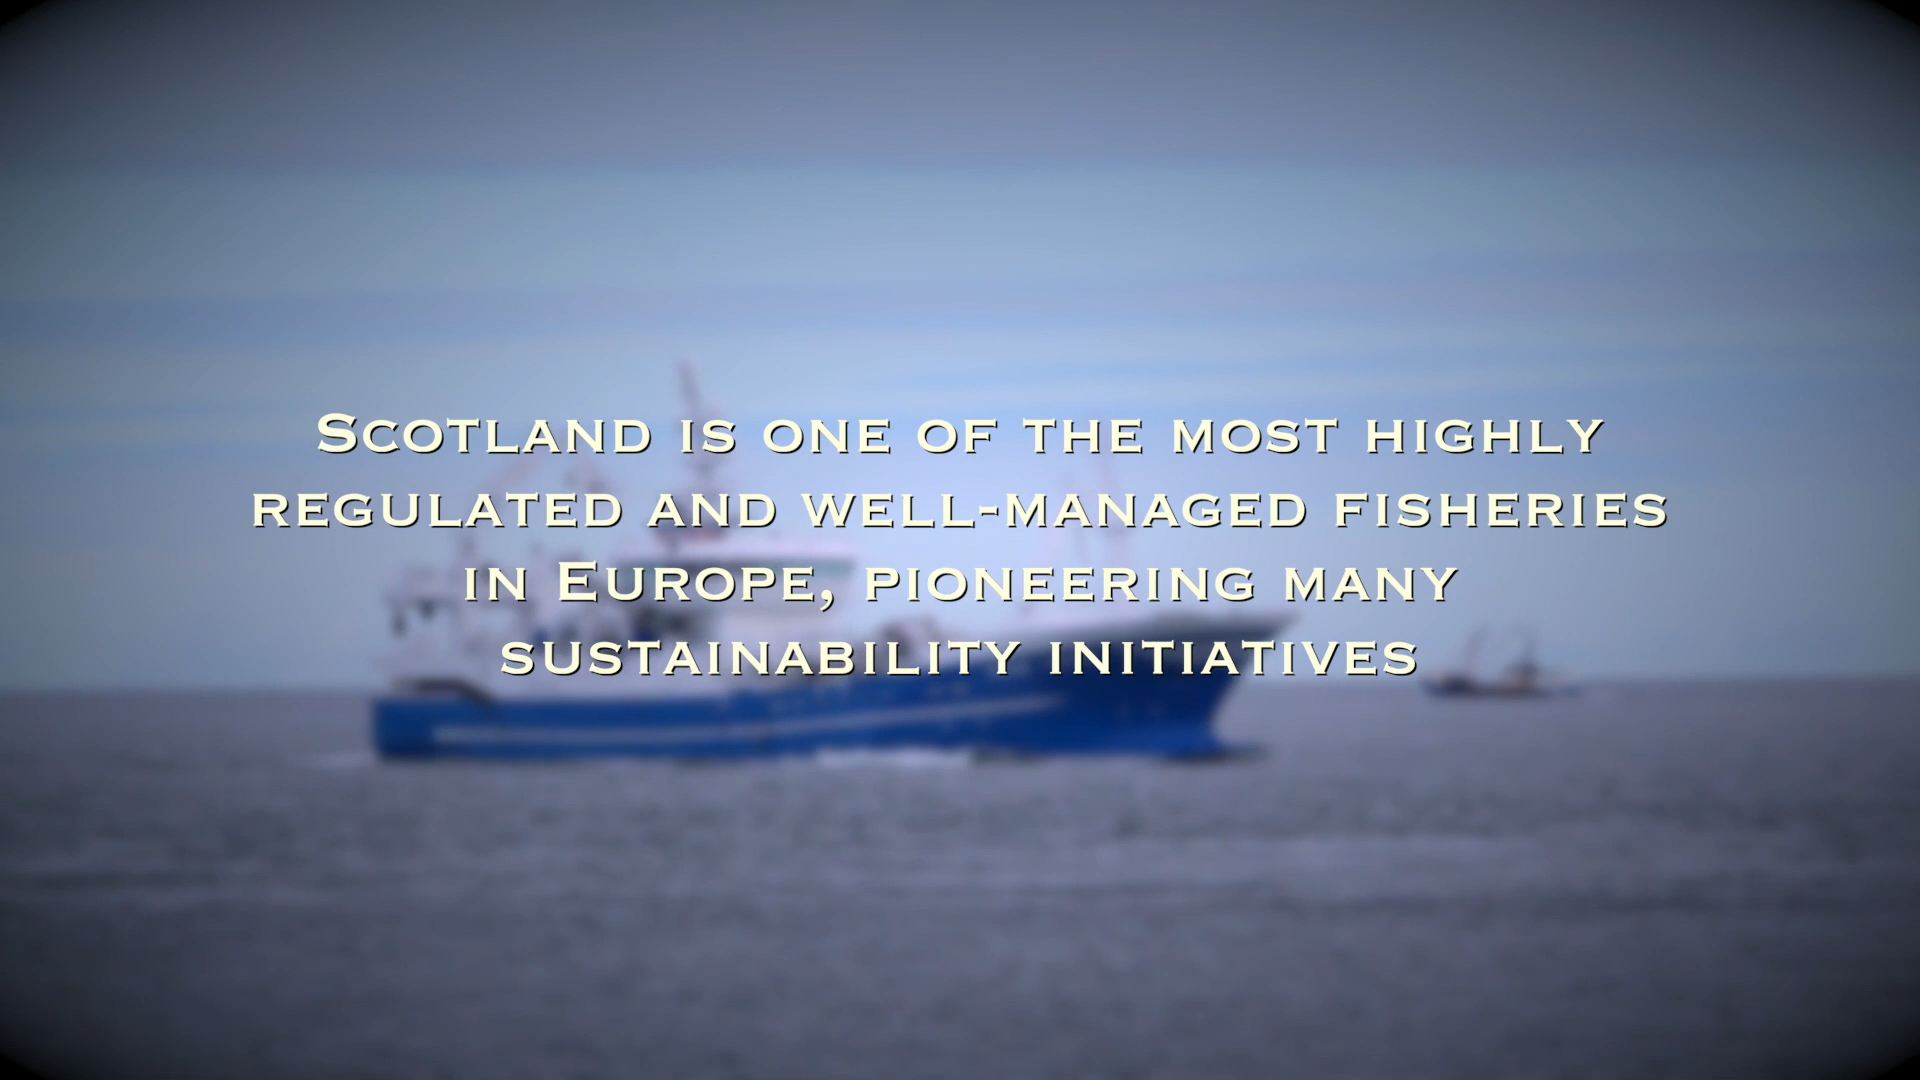 Scotland is one of the most highly
regulated and well-managed fisheries
in Europe, pioneering many
sustainability initiatives